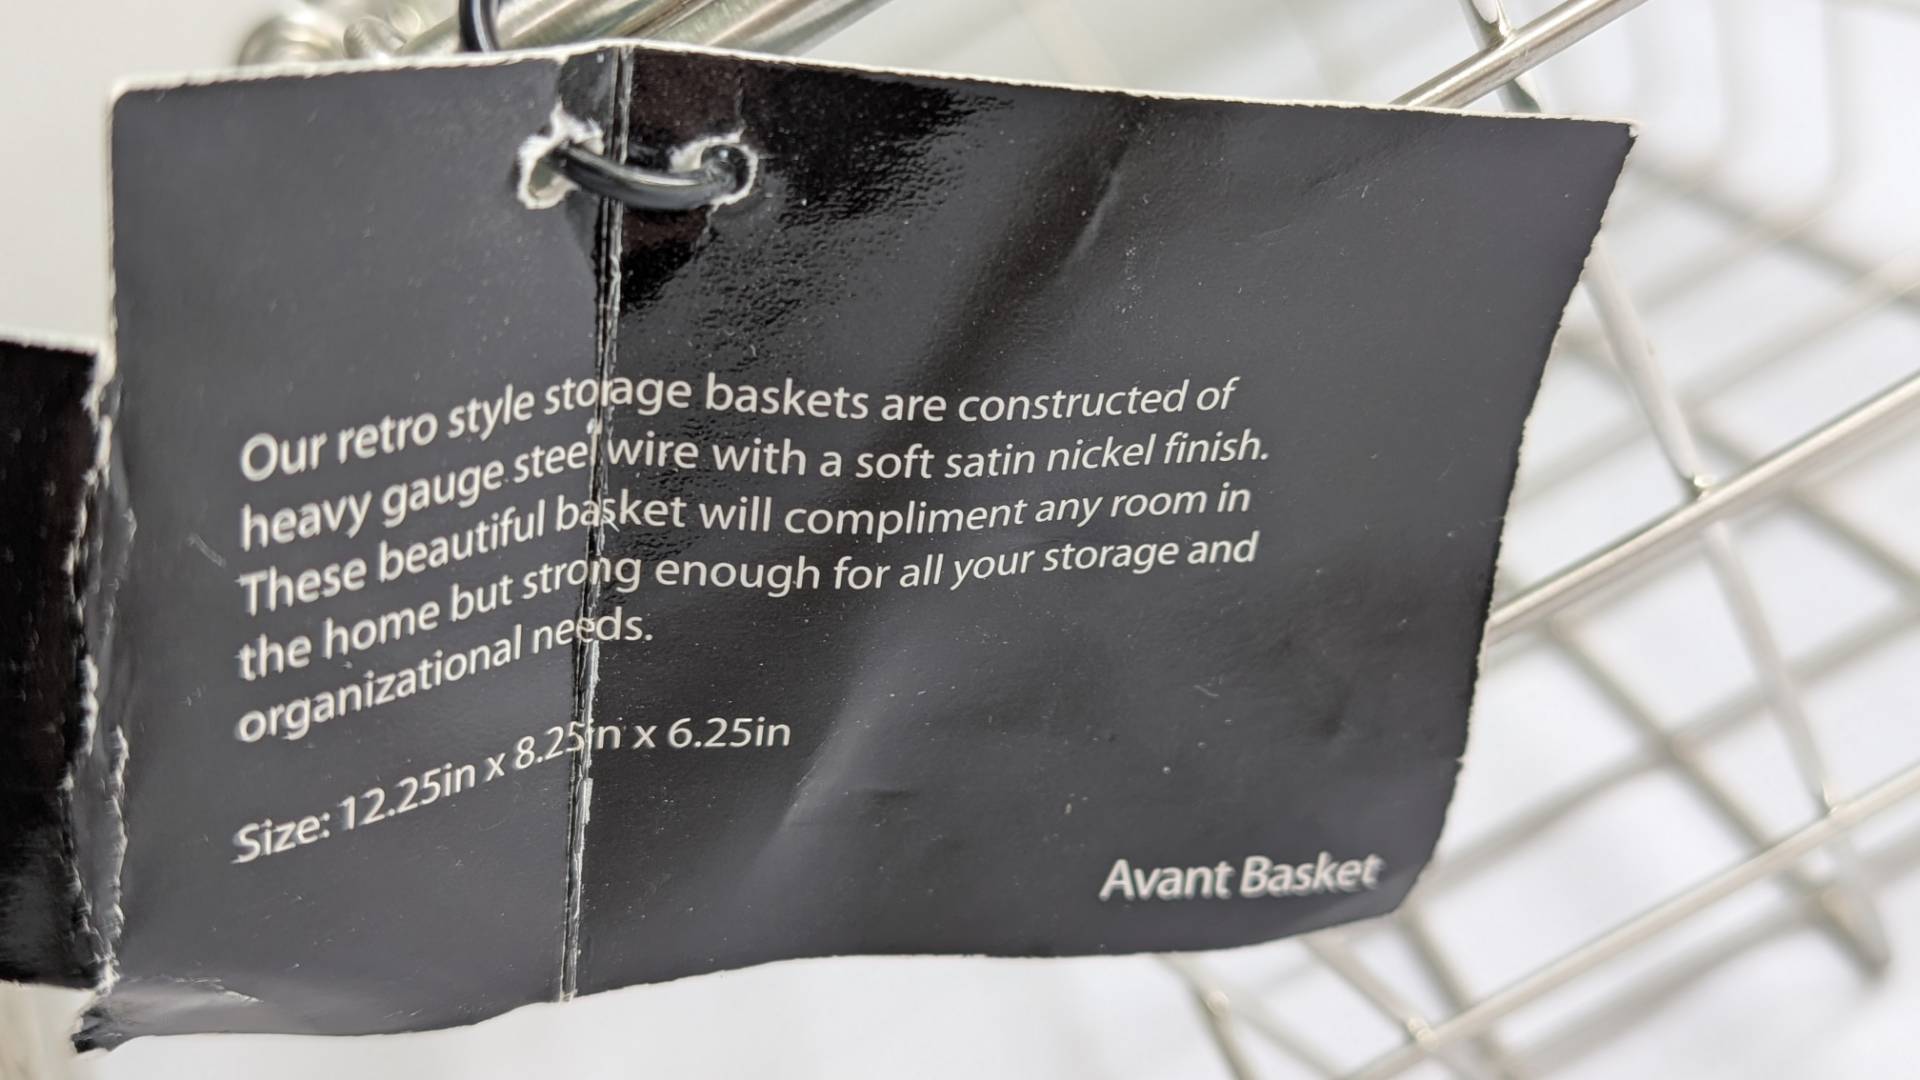 Our retro style storage baskets are constructed of
heavy gauge steel wire with a soft satin nickel finish.
These beautiful basket will compliment any room in
the home but strong enough for all your storage and
organizational needs.
Size: 12.25in x 8.25in x 6.25in
Avant Basket